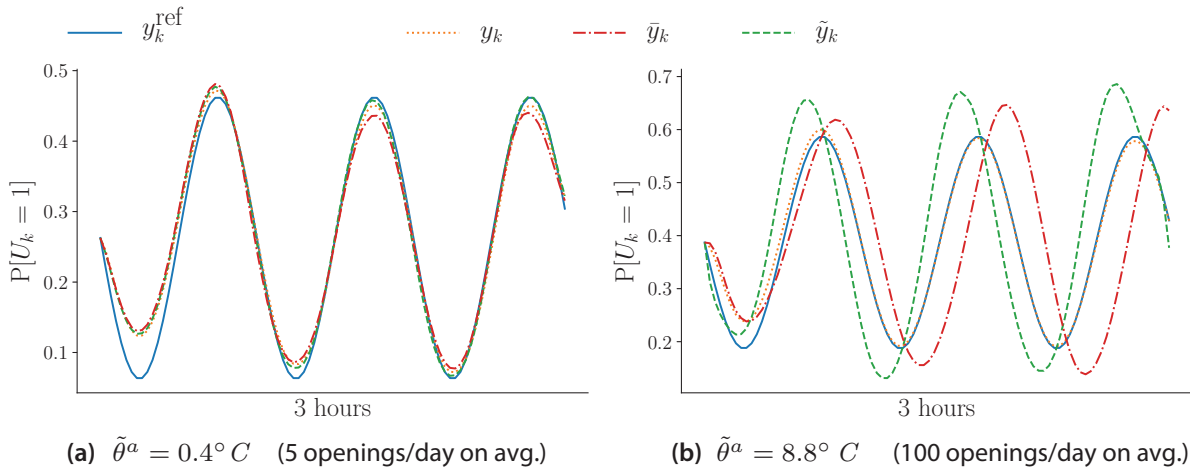 y_k^ref y_k ȳ_k ỹ_k
0.5
0.4
0.3
0.2
0.1
P[U_k = 1]
3 hours
(a) θ̃^a = 0.4° C (5 openings/day on avg.)
0.7
0.6
0.5
0.4
0.3
0.2
P[U_k = 1]
3 hours
(b) θ̃^a = 8.8° C (100 openings/day on avg.)